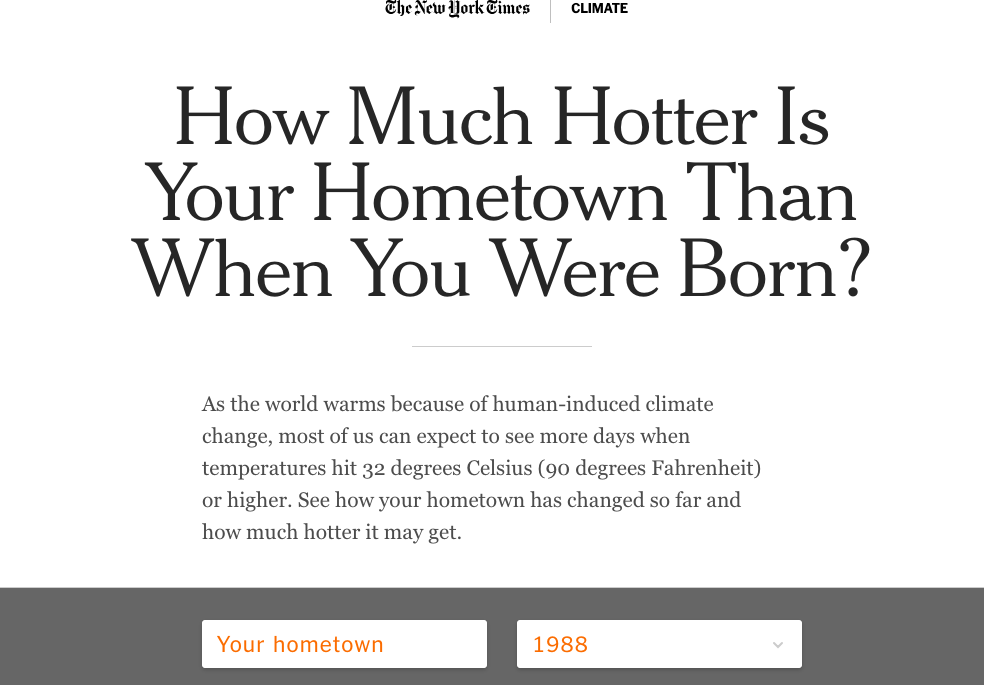 The New York Times CLIMATE
How Much Hotter Is
Your Hometown Than
When You Were Born?
As the world warms because of human-induced climate
change, most of us can expect to see more days when
temperatures hit 32 degrees Celsius (90 degrees Fahrenheit)
or higher. See how your hometown has changed so far and
how much hotter it may get.
Your hometown 1988